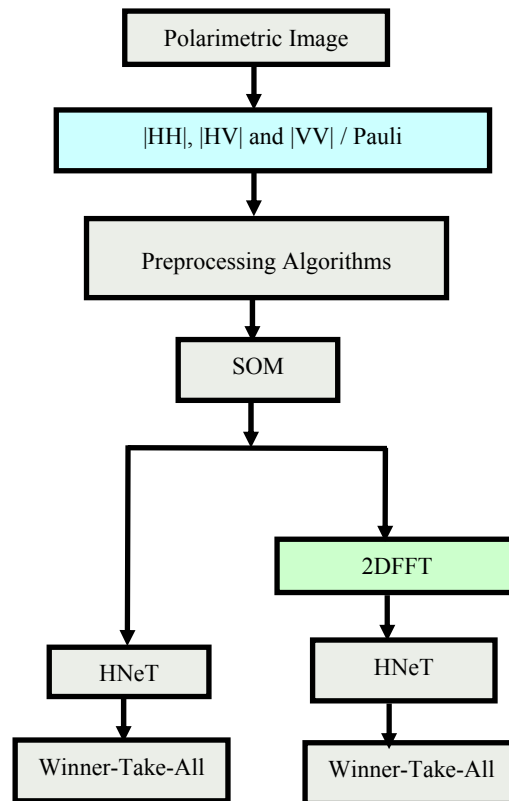 Polarimetric Image
|HH|, |HV| and |VV| / Pauli
Preprocessing Algorithms
SOM
2DFFT
HNeT
HNeT
Winner-Take-All
Winner-Take-All